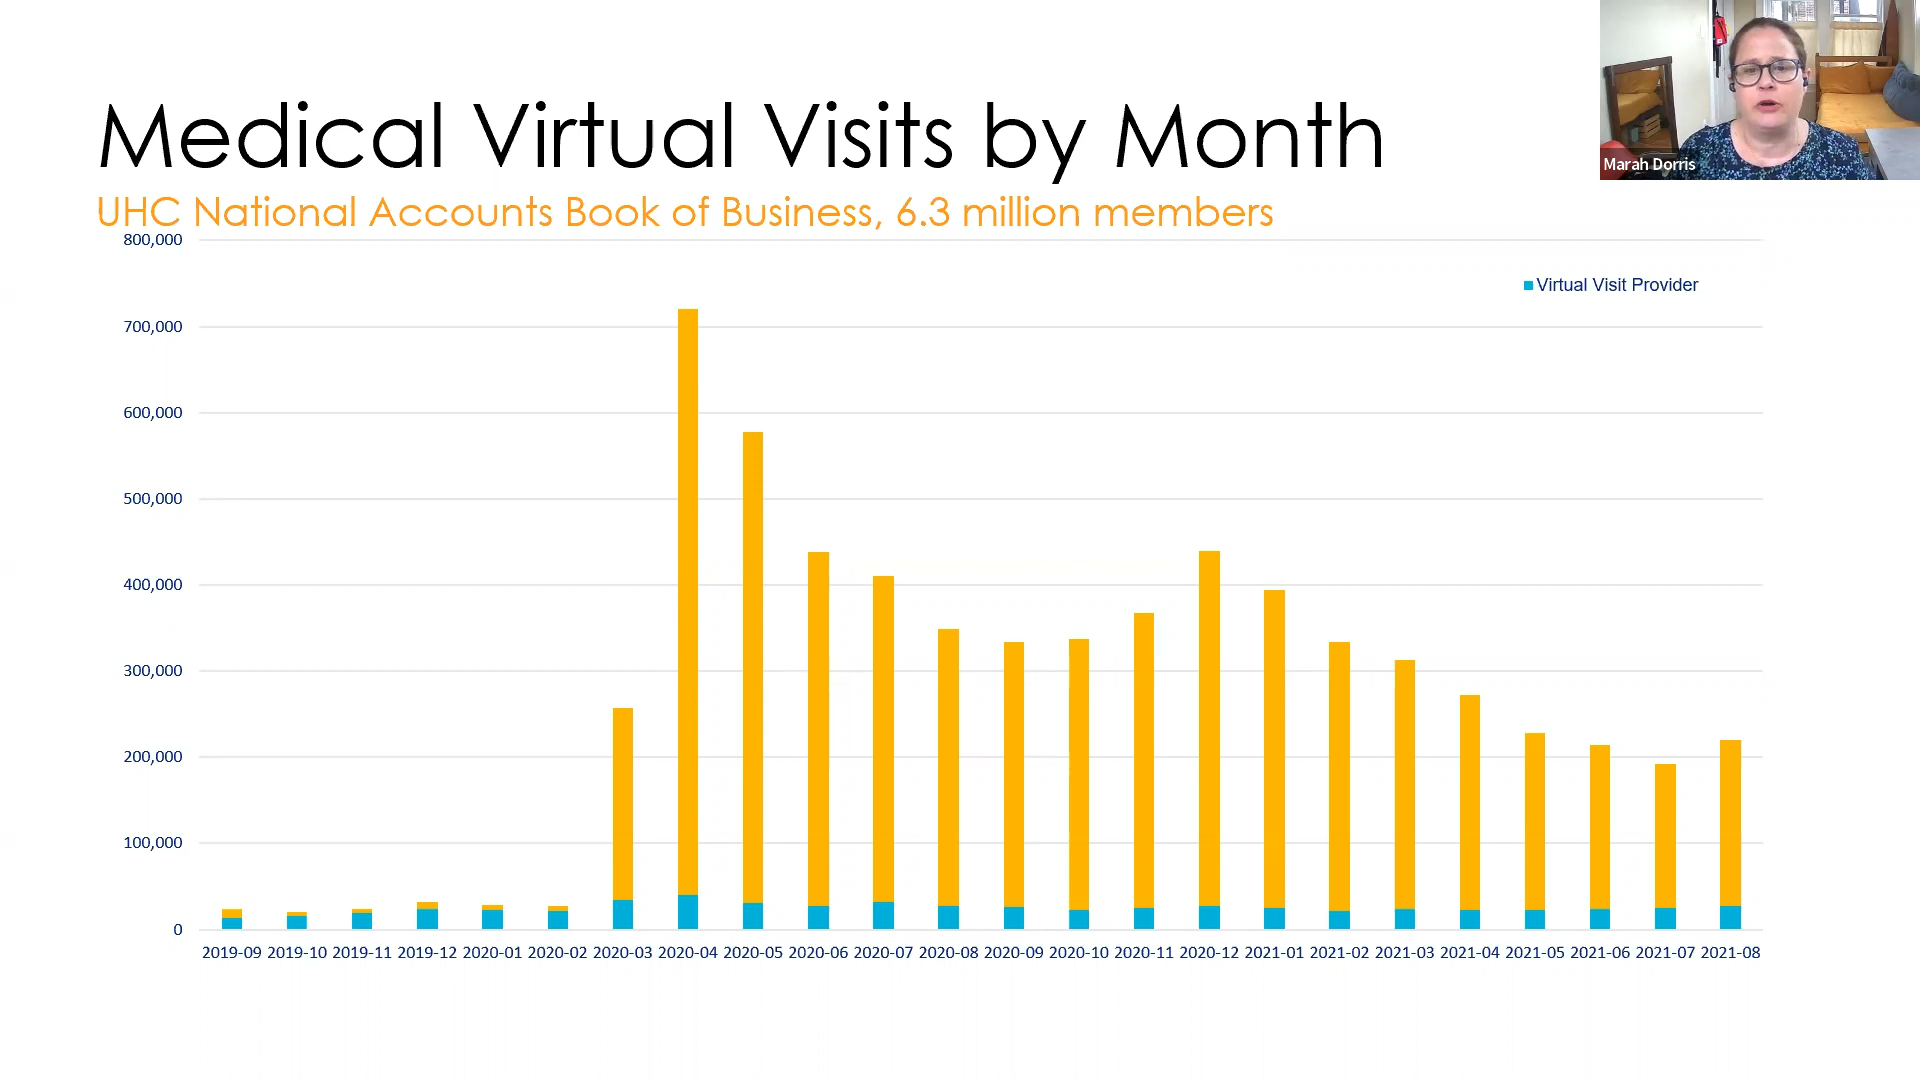 Medical Virtual Visits by Month
UHC National Accounts Book of Business, 6.3 million members
Marah Dorris
800,000
Virtual Visit Provider
700,000
600,000
500,000
400,000
300,000
200,000
100,000
0
2019-09 2019-10 2019-11 2019-12 2020-01 2020-02 2020-03 2020-04 2020-05 2020-06 2020-07 2020-08 2020-09 2020-10 2020-11 2020-12 2021-01 2021-02 2021-03 2021-04 2021-05 2021-06 2021-07 2021-08